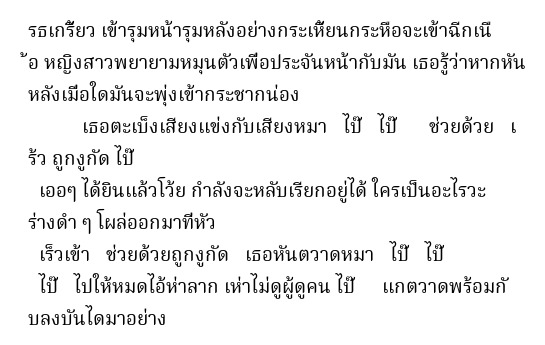 รธเกรี้ยว เข้ารุมหน้ารุมหลังอย่างกระเหี้ยนกระหือจะเข้าฉีกเนื
้อ หญิงสาวพยายามหมุนตัวเพื่อประจันหน้ากับมัน เธอรู้ว่าหากหัน
หลังเมื่อใดมันจะพุ่งเข้ากระชากน่อง
เธอตะเบ็งเสียงแข่งกับเสียงหมา ไป๊ ไป๊ ช่วยด้วย เ
ร้ว ถูกงูกัด ไป๊
เออๆ ได้ยินแล้วโว้ย กำลังจะหลับเรียกอยู่ได้ ใครเป็นอะไรวะ
ร่างดำ ๆ โผล่ออกมาที่หัว
เร็วเข้า ช่วยด้วยถูกงูกัด เธอหันตวาดหมา ไป๊ ไป๊
ไป๊ ไปให้หมดไอ้ห่าลาก เห่าไม่ดูผู้ดูคน ไป๊ แกตวาดพร้อมกั
บลงบันไดมาอย่าง